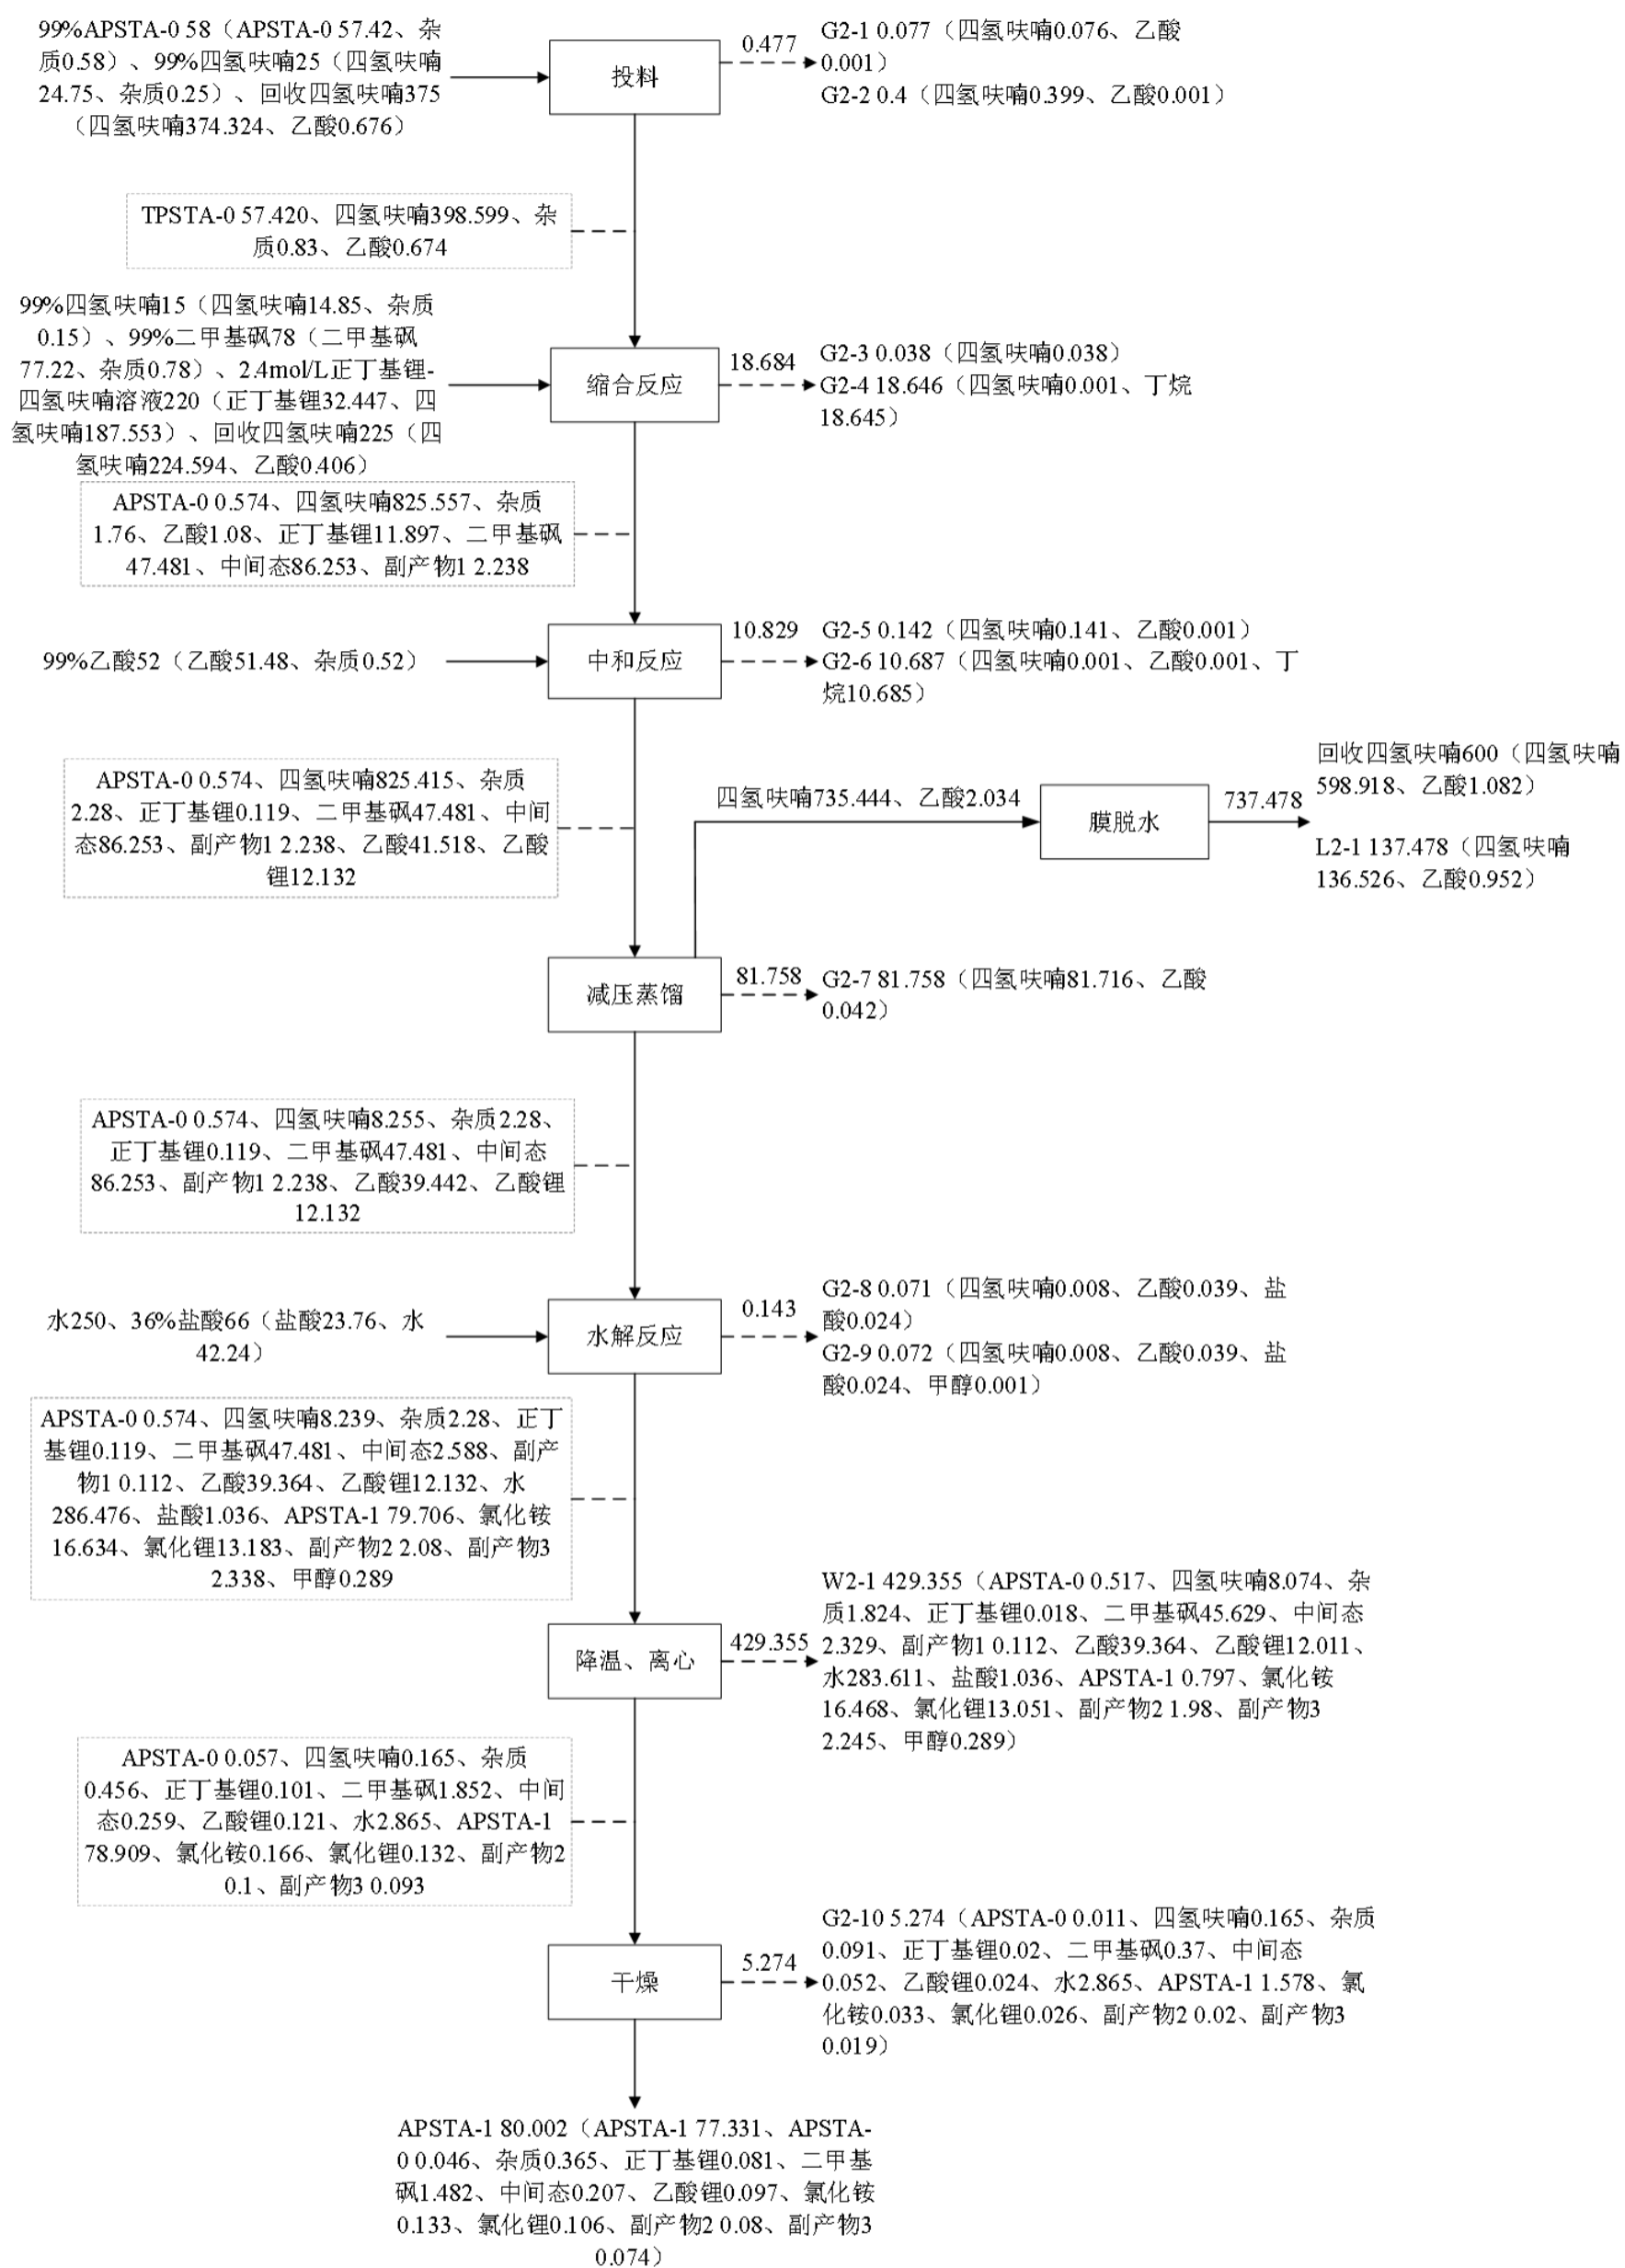 99%APSTA-0 58（APSTA-0 57.42、杂
质0.58）、99%四氢呋喃25（四氢呋喃
24.75、杂质0.25）、回收四氢呋喃375
（四氢呋喃374.324、乙酸0.676）
投料
0.477
G2-1 0.077（四氢呋喃0.076、乙酸
0.001）
G2-2 0.4（四氢呋喃0.399、乙酸0.001）
TPSTA-0 57.420、四氢呋喃398.599、杂
质0.83、乙酸0.674
99%四氢呋喃15（四氢呋喃14.85、杂质
0.15）、99%二甲基砜78（二甲基砜
77.22、杂质0.78）、2.4mol/L正丁基锂-
四氢呋喃溶液220（正丁基锂32.447、四
氢呋喃187.553）、回收四氢呋喃225（四
氢呋喃224.594、乙酸0.406）
缩合反应
18.684
G2-3 0.038（四氢呋喃0.038）
G2-4 18.646（四氢呋喃0.001、丁烷
18.645）
APSTA-0 0.574、四氢呋喃825.557、杂质
1.76、乙酸1.08、正丁基锂11.897、二甲基砜
47.481、中间态86.253、副产物1 2.238
99%乙酸52（乙酸51.48、杂质0.52）
中和反应
10.829
G2-5 0.142（四氢呋喃0.141、乙酸0.001）
G2-6 10.687（四氢呋喃0.001、乙酸0.001、丁
烷10.685）
APSTA-0 0.574、四氢呋喃825.415、杂质
2.28、正丁基锂0.119、二甲基砜47.481、中间
态86.253、副产物1 2.238、乙酸41.518、乙酸
锂12.132
四氢呋喃735.444、乙酸2.034
膜脱水
737.478
回收四氢呋喃600（四氢呋喃
598.918、乙酸1.082）
L2-1 137.478（四氢呋喃
136.526、乙酸0.952）
减压蒸馏
81.758
G2-7 81.758（四氢呋喃81.716、乙酸
0.042）
APSTA-0 0.574、四氢呋喃8.255、杂质2.28、
正丁基锂0.119、二甲基砜47.481、中间态
86.253、副产物1 2.238、乙酸39.442、乙酸锂
12.132
水250、36%盐酸66（盐酸23.76、水
42.24）
水解反应
0.143
G2-8 0.071（四氢呋喃0.008、乙酸0.039、盐
酸0.024）
G2-9 0.072（四氢呋喃0.008、乙酸0.039、盐
酸0.024、甲醇0.001）
APSTA-0 0.574、四氢呋喃8.239、杂质2.28、正丁
基锂0.119、二甲基砜47.481、中间态2.588、副产
物1 0.112、乙酸39.364、乙酸锂12.132、水
286.476、盐酸1.036、APSTA-1 79.706、氯化铵
16.634、氯化锂13.183、副产物2 2.08、副产物3
2.338、甲醇0.289
降温、离心
429.355
W2-1 429.355（APSTA-0 0.517、四氢呋喃8.074、杂
质1.824、正丁基锂0.018、二甲基砜45.629、中间态
2.329、副产物1 0.112、乙酸39.364、乙酸锂12.011、
水283.611、盐酸1.036、APSTA-1 0.797、氯化铵
16.468、氯化锂13.051、副产物2 1.98、副产物3
2.245、甲醇0.289）
APSTA-0 0.057、四氢呋喃0.165、杂质
0.456、正丁基锂0.101、二甲基砜1.852、中间
态0.259、乙酸锂0.121、水2.865、APSTA-1
78.909、氯化铵0.166、氯化锂0.132、副产物2
0.1、副产物3 0.093
干燥
5.274
G2-10 5.274（APSTA-0 0.011、四氢呋喃0.165、杂质
0.091、正丁基锂0.02、二甲基砜0.37、中间态
0.052、乙酸锂0.024、水2.865、APSTA-1 1.578、氯
化铵0.033、氯化锂0.026、副产物2 0.02、副产物3
0.019）
APSTA-1 80.002（APSTA-1 77.331、APSTA-
0 0.046、杂质0.365、正丁基锂0.081、二甲基
砜1.482、中间态0.207、乙酸锂0.097、氯化铵
0.133、氯化锂0.106、副产物2 0.08、副产物3
0.074）